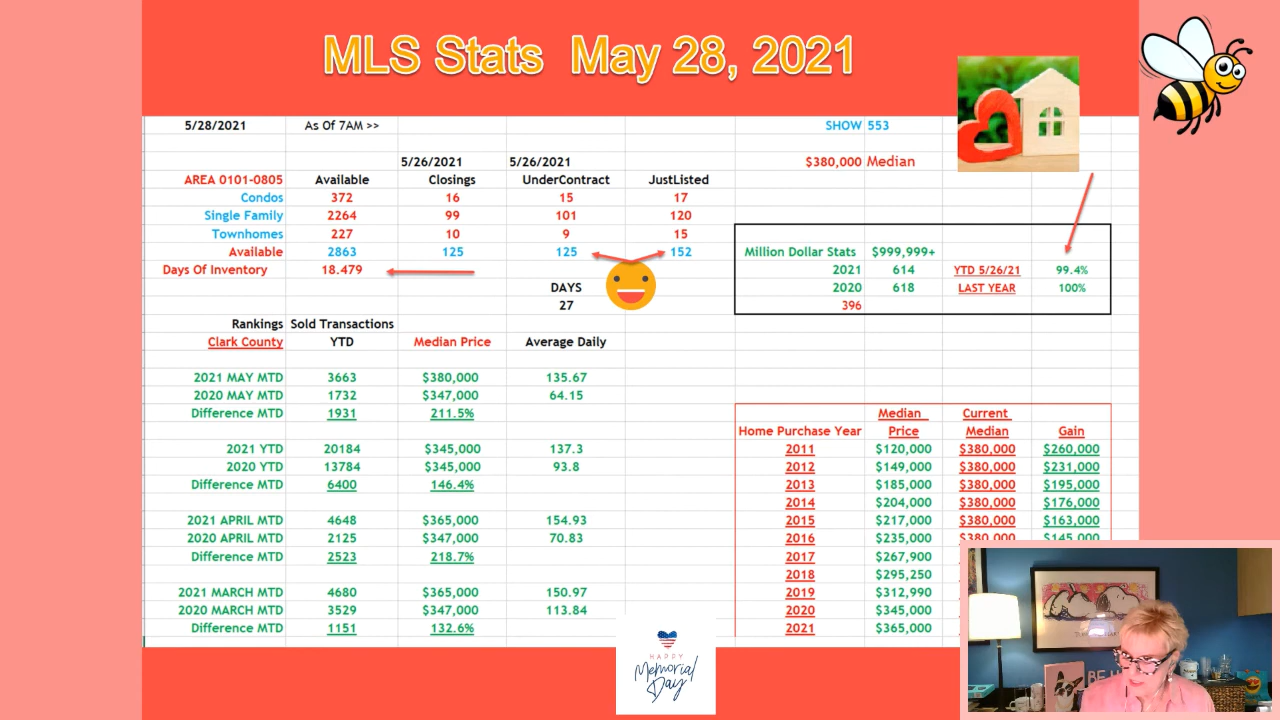 MLS Stats May 28, 2021
5/28/2021 As Of 7AM >> SHOW 553
5/26/2021 5/26/2021 $380,000 Median
AREA 0101-0805 Available Closings UnderContract JustListed
Condos 372 16 15 17
Single Family 2264 99 101 120
Townhomes 227 10 9 15
Available 2863 125 125 152 Million Dollar Stats $999,999+
Days Of Inventory 18.479 2021 614 YTD 5/26/21 99.4%
DAYS 2020 618 LAST YEAR 100%
27 396
Rankings Sold Transactions
Clark County YTD Median Price Average Daily
2021 MAY MTD 3663 $380,000 135.67
2020 MAY MTD 1732 $347,000 64.15
Difference MTD 1931 211.5% Median Current
Home Purchase Year Price Median Gain
2021 YTD 20184 $345,000 137.3 2011 $120,000 $380,000 $260,000
2020 YTD 13784 $345,000 93.8 2012 $149,000 $380,000 $231,000
Difference MTD 6400 146.4% 2013 $185,000 $380,000 $195,000
2014 $204,000 $380,000 $176,000
2021 APRIL MTD 4648 $365,000 154.93 2015 $217,000 $380,000 $163,000
2020 APRIL MTD 2125 $347,000 70.83 2016 $235,000 $380,000 $145,000
Difference MTD 2523 218.7% 2017 $267,900
2018 $295,250
2021 MARCH MTD 4680 $365,000 150.97 2019 $312,990
2020 MARCH MTD 3529 $347,000 113.84 2020 $345,000
Difference MTD 1151 132.6% 2021 $365,000
HAPPY
Memorial
Day
BE